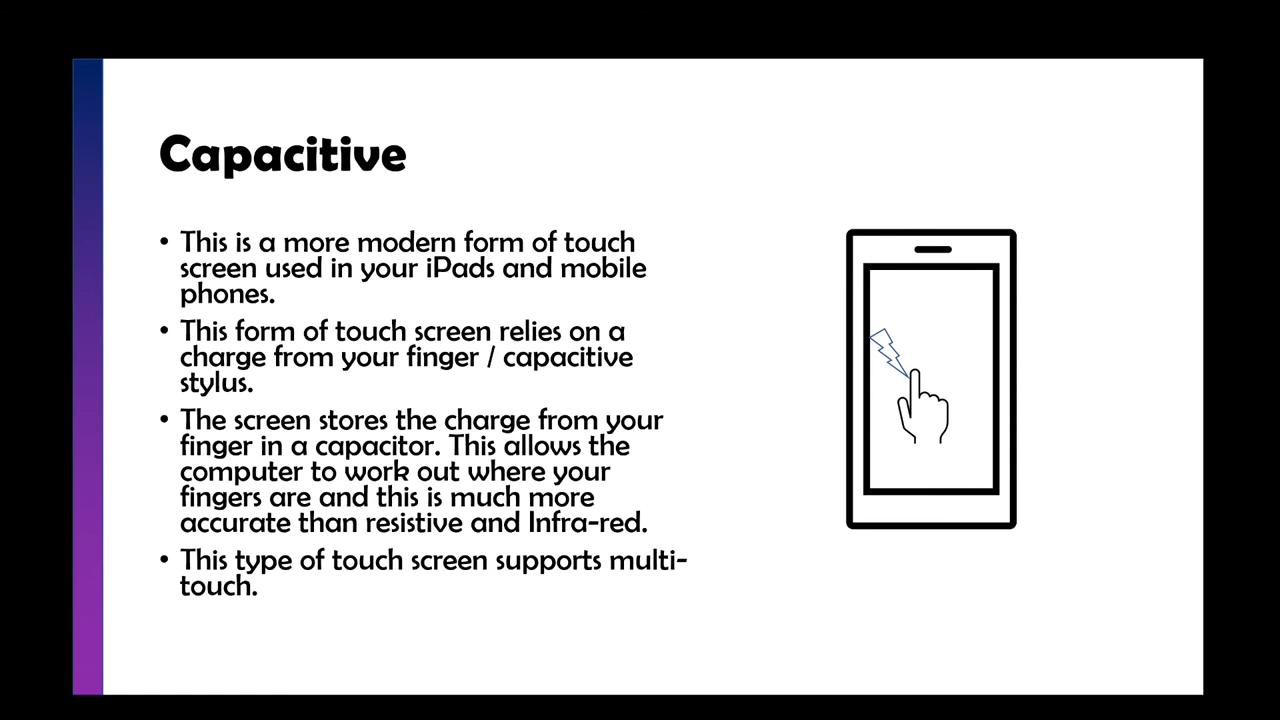 Capacitive
• This is a more modern form of touch
screen used in your iPads and mobile
phones.
• This form of touch screen relies on a
charge from your finger / capacitive
stylus.
• The screen stores the charge from your
finger in a capacitor. This allows the
computer to work out where your
fingers are and this is much more
accurate than resistive and Infra-red.
• This type of touch screen supports multi-
touch.